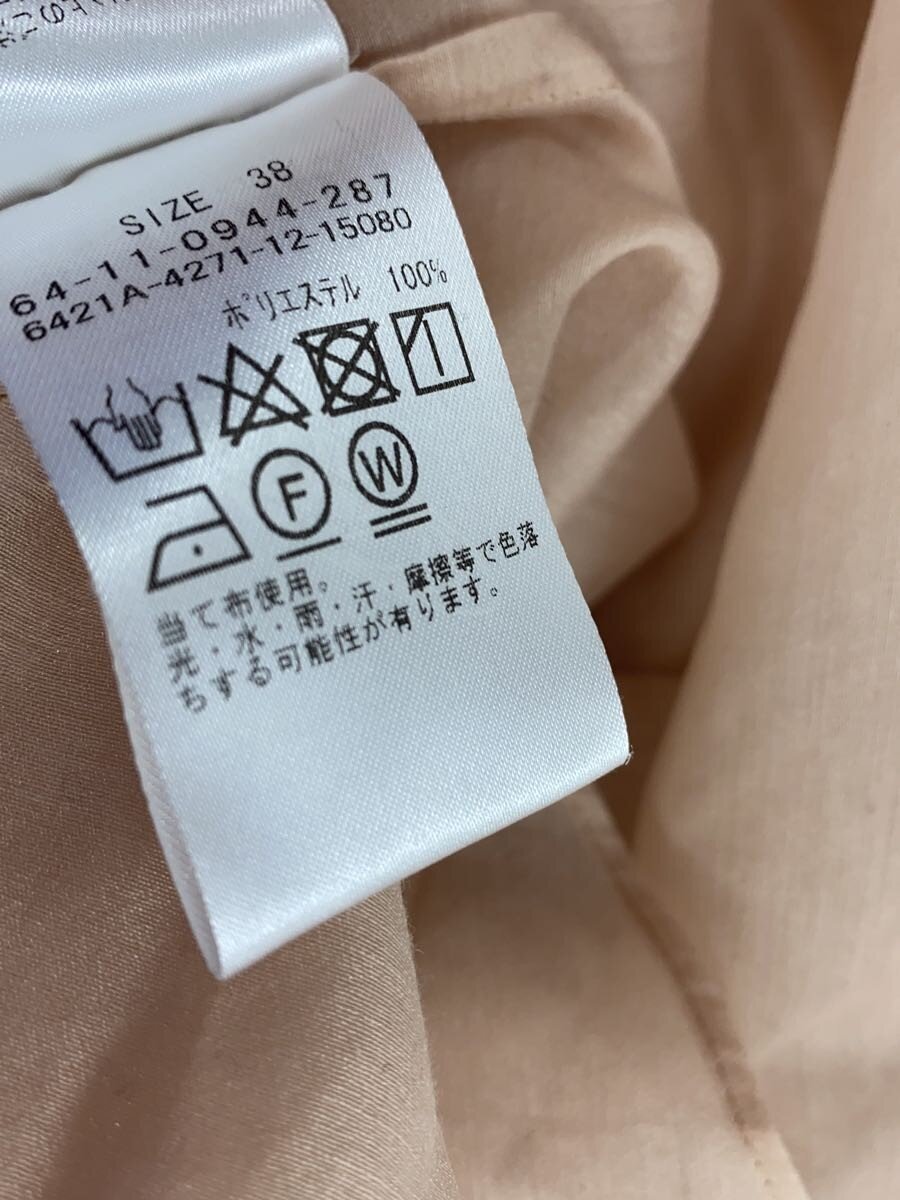 SIZE 38
64-11-0944-287
6421A-4271-12-15080
ポリエステル 100%
F W
当て布使用。
光・水・雨・汗・摩擦等で色落
ちする可能性が有ります。